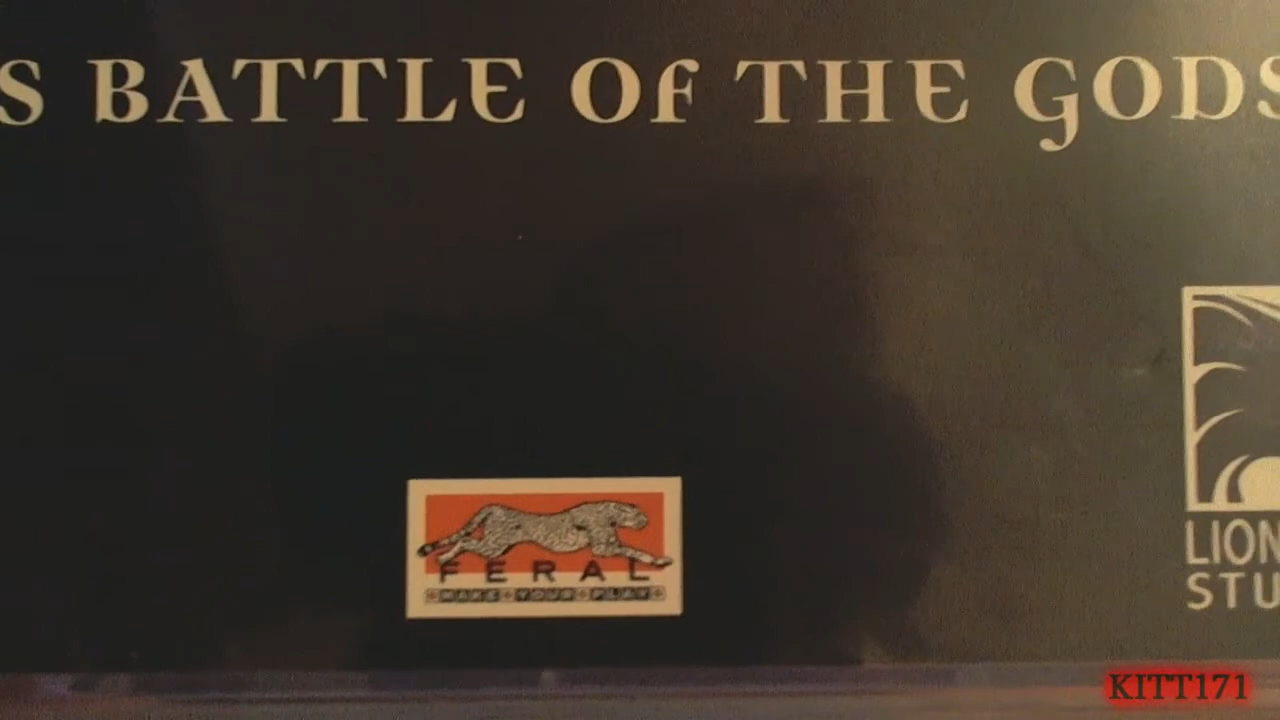 S BATTLE OF THE GODS
FERAL
MAKE YOUR PLAY
LION
STU
KITT171